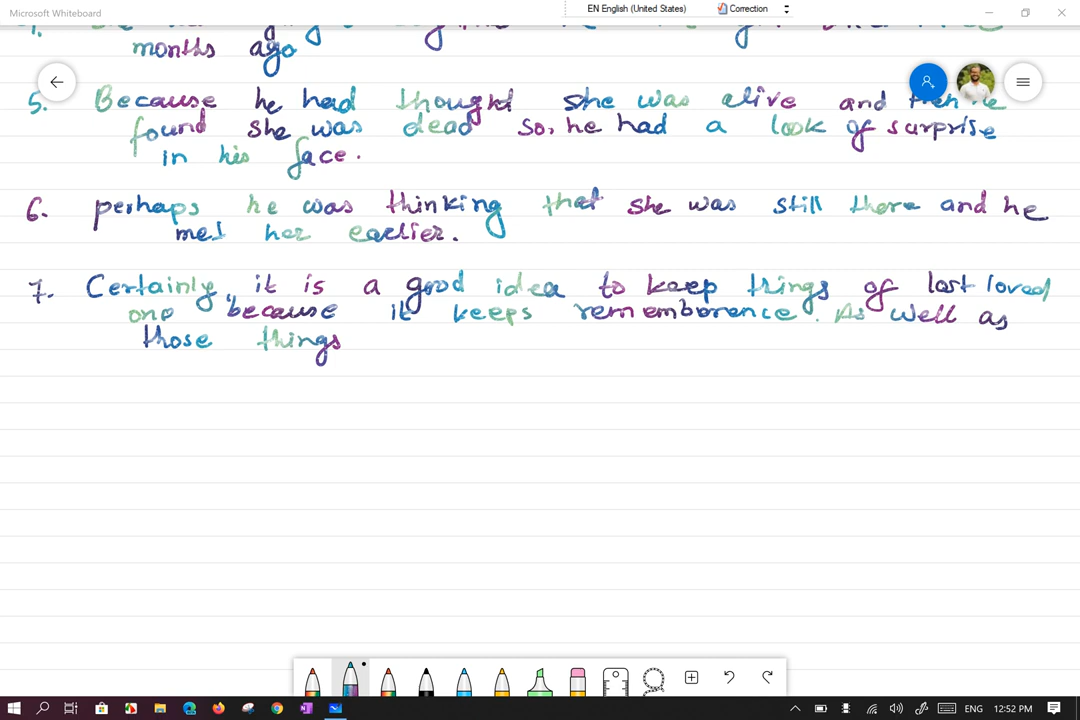 Microsoft Whiteboard
EN English (United States) Correction
months ago
5. Because he had thought she was alive and then he
found she was dead so, he had a look of surprise
in his face.
6. perhaps he was thinking that she was still there and he
met her earlier.
7. Certainly, it is a good idea to keep things of lost loved
one because it keeps rememborence. As well as
those things
ENG 12:52 PM